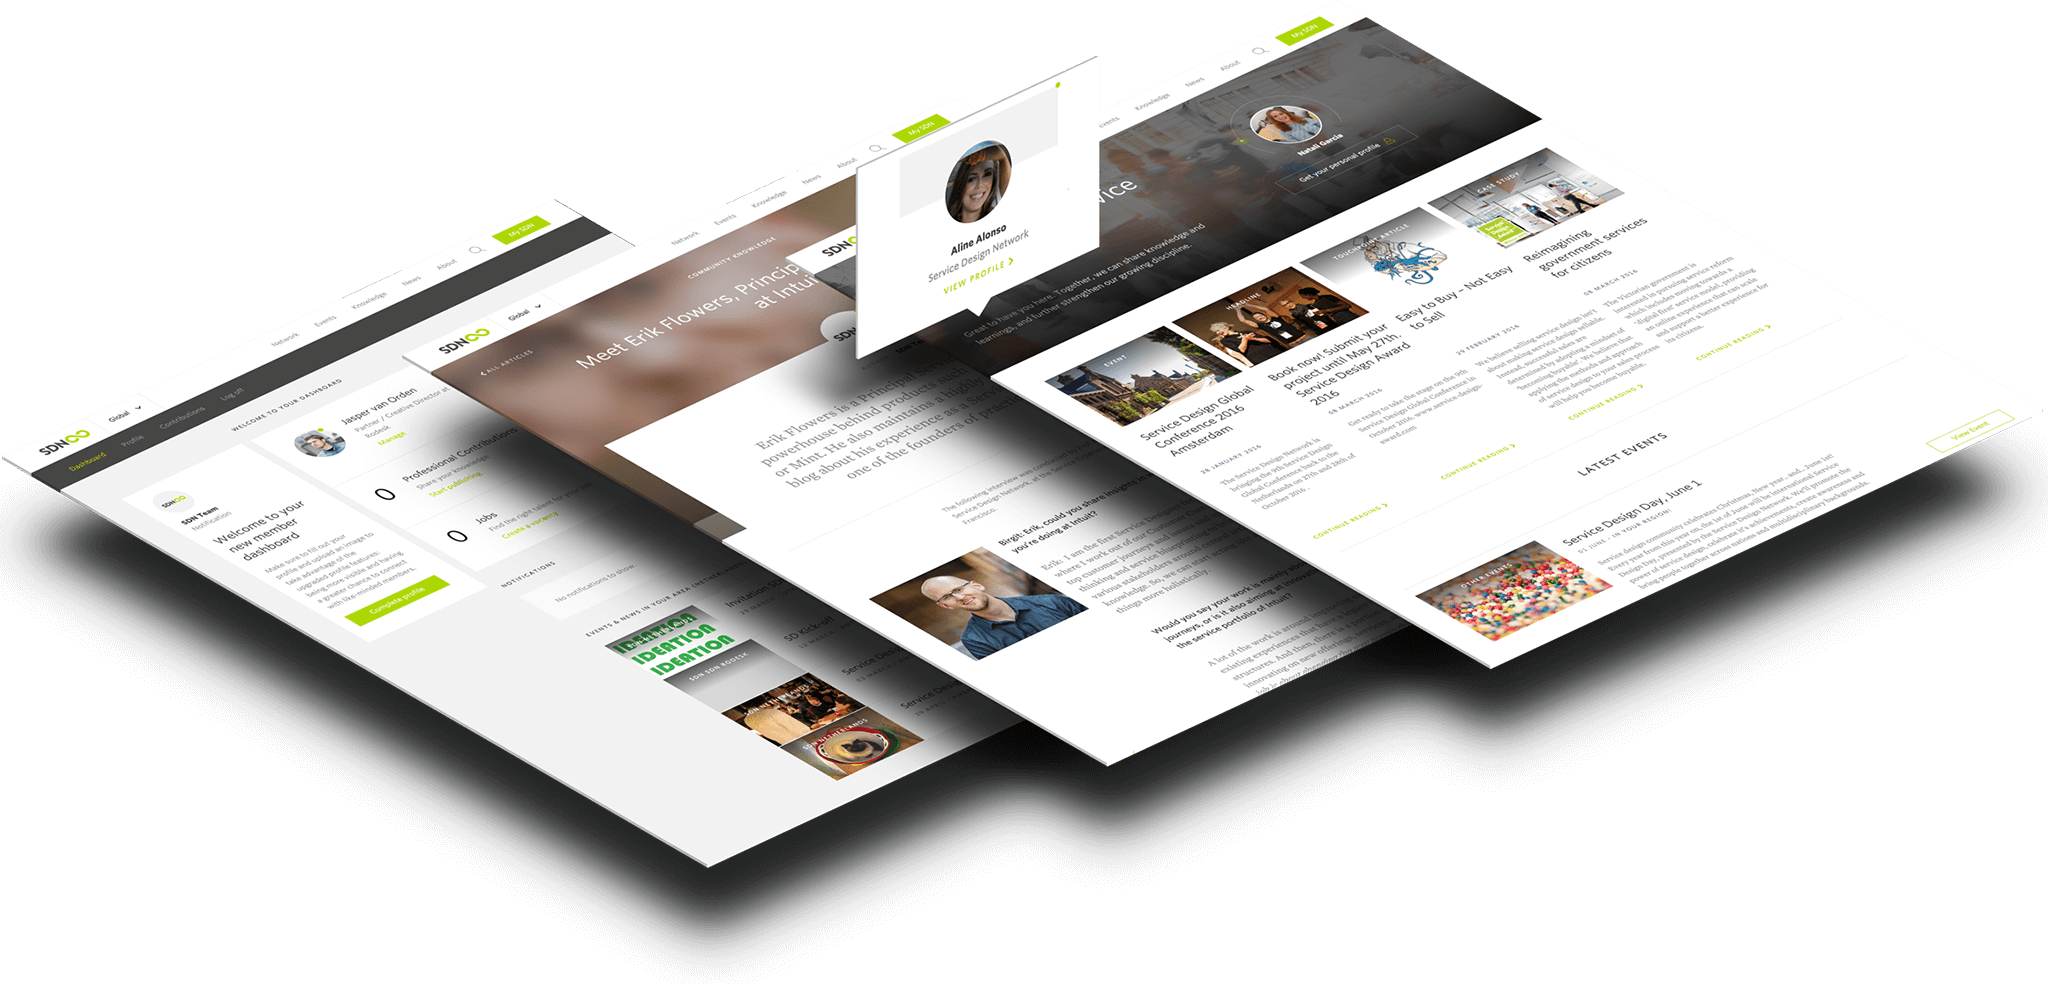 My SDN
About
News
Knowledge
Events
Network
Global
SDN
Dashboard
Profile
Contributions
Log off
WELCOME TO YOUR DASHBOARD
SDN
SDN Team
Notification
Welcome to your
new member
dashboard
Make sure to fill out your
profile and upload an image to
take advantage of the
upgraded profile features:
being more visible and having
a greater chance to connect
with like-minded members.
Complete profile
Jasper van Orden
Partner / Creative Director at
Rodesk
Manage
0
Professional Contributions
Share your knowledge
Start publishing
0
Jobs
Find the right talent for your job
Create a vacancy
NOTIFICATIONS
No notifications to show.
EVENTS & NEWS IN YOUR AREA
IDEATION
IDEATION
IDEATION
SDN SDN RODESK
Invitation
SD Kick-off
SDN NETHERLANDS
Service
SDN NETHERLANDS
Service
My SDN
About
News
Knowledge
Events
Network
Global
SDN
ALL ARTICLES
COMMUNITY KNOWLEDGE
Meet Erik Flowers, Princip
at Intui
SDN
Erik Flowers is a Principal
powerhouse behind products such
or Mint. He also maintains a highly
blog about his experience as a
one of the founders of
The following interview was conducted by
Service Design Network, at the Service
Francisco.
Birgit: Erik, could you share insights in
you're doing at Intuit?
Erik: I am the first Service
where I work out of our
top customer journeys and
thinking and service
various stakeholders around
knowledge. So, we can
things more holistically.
Would you say your work is mainly
journeys, or is it also aiming at
the service portfolio of Intuit?
A lot of the work is around
existing experiences that
structures. And then, there is
innovating on new
Aline Alonso
Service Design Network
VIEW PROFILE
My SDN
About
News
Knowledge
vents
vice
Great to have you here. Together, we can share knowledge and
learnings, and further strengthen our growing discipline.
Natali Garcia
Get your personal profile
EVENT
Service Design Global
Conference 2016
Amsterdam
28 JANUARY 2016
The Service Design Network is
bringing the 9th Service Design
Global Conference back to the
Netherlands on 27th and 28th of
October 2016 .
CONTINUE READING
HEADLINE
Book now! Submit your
project until May 27th,
Service Design Award
2016
08 MARCH 2016
Get ready to take the stage on the 9th
Service Design Global Conference in
October 2016. www.service-design-
award.com
CONTINUE READING
TOUCHPOINT ARTICLE
Easy to Buy – Not Easy
to Sell
29 FEBRUARY 2016
We believe selling service design isn't
about making service design sellable.
Instead, successful sales are
determined by adopting a mindset of
'becoming buyable'. We believe that
applying the methods and approach
of service design to your sales process
will help you become buyable.
CONTINUE READING
CASE STUDY
Service
Design
Award
Reimagining
government services
for citizens
08 MARCH 2016
The Victorian government is
interested in pursuing service reform
which includes moving towards a
'digital first' service model, providing
an online experience that can scale
and support a better experience for
its citizens.
CONTINUE READING
LATEST EVENTS
View Event
OTHER EVENTS
Service Design Day, June 1
01 JUNE , IN YOUR REGION!
Service design community celebrates Christmas, New year... and.. June 1st!
Every year from this year on, the 1st of June will be international Service
Design Day, presented by the Service Design Network. We'll promote the
power of service design, celebrate it's achievements, create awareness and
bring people together across nations and multidisciplinary backgrounds.